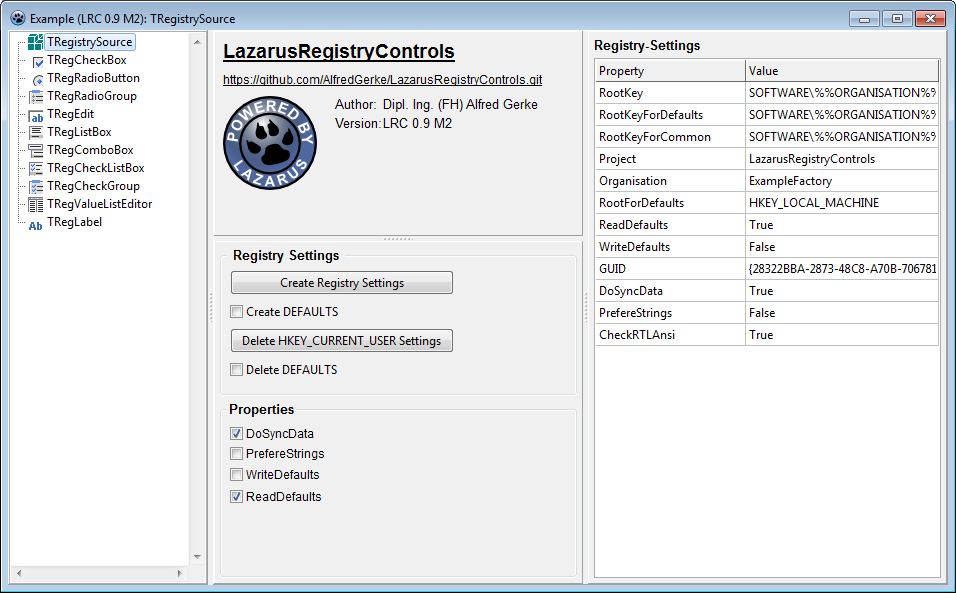 Example (LRC 0.9 M2): TRegistrySource
TRegistrySource
TRegCheckBox
TRegRadioButton
TRegRadioGroup
TRegEdit
TRegListBox
TRegComboBox
TRegCheckListBox
TRegCheckGroup
TRegValueListEditor
TRegLabel
LazarusRegistryControls
https://github.com/AlfredGerke/LazarusRegistryControls.git
POWERED BY LAZARUS
Author: Dipl. Ing. (FH) Alfred Gerke
Version: LRC 0.9 M2
Registry Settings
Create Registry Settings
Create DEFAULTS
Delete HKEY_CURRENT_USER Settings
Delete DEFAULTS
Properties
DoSyncData
PrefereStrings
WriteDefaults
ReadDefaults
Registry-Settings
Property Value
RootKey SOFTWARE\%%ORGANISATION%%
RootKeyForDefaults SOFTWARE\%%ORGANISATION%%
RootKeyForCommon SOFTWARE\%%ORGANISATION%%
Project LazarusRegistryControls
Organisation ExampleFactory
RootForDefaults HKEY_LOCAL_MACHINE
ReadDefaults True
WriteDefaults False
GUID {28322BBA-2873-48C8-A70B-706781
DoSyncData True
PrefereStrings False
CheckRTLAnsi True